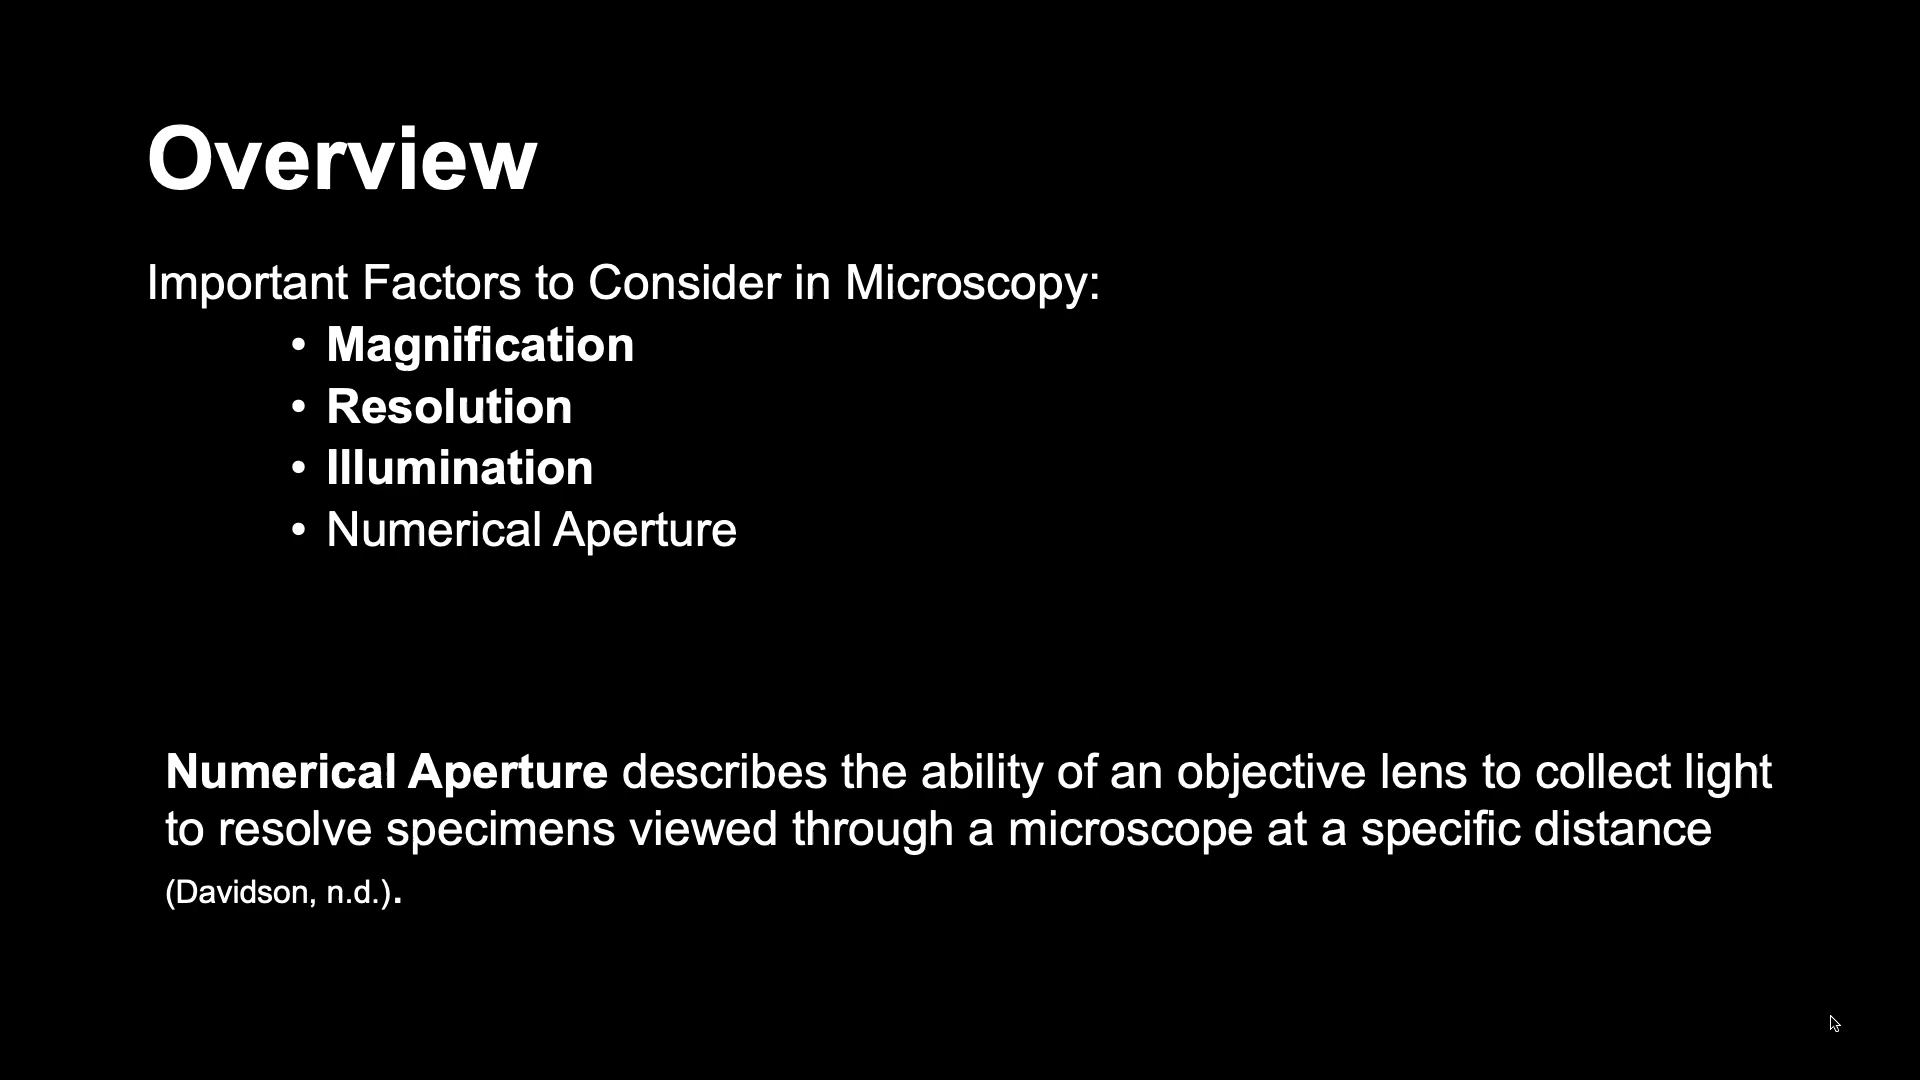 Overview
Important Factors to Consider in Microscopy:
• Magnification
• Resolution
• Illumination
• Numerical Aperture
Numerical Aperture describes the ability of an objective lens to collect light
to resolve specimens viewed through a microscope at a specific distance
(Davidson, n.d.).